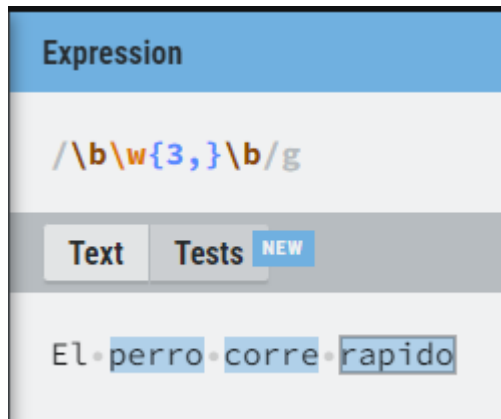 Expression
/\b\w{3,}\b/g
Text Tests NEW
El perro corre rapido